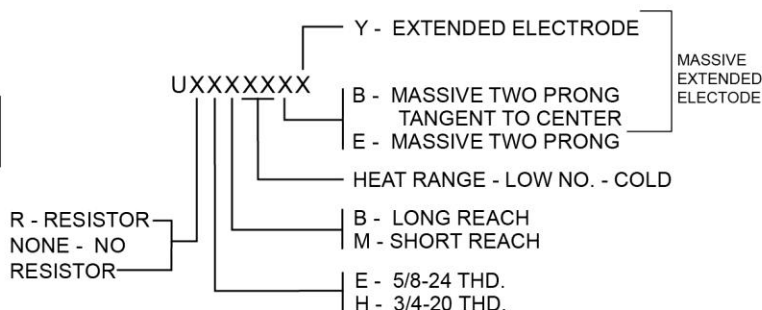 Y - EXTENDED ELECTRODE
MASSIVE
EXTENDED
ELECTODE
UXXXXXXX
B - MASSIVE TWO PRONG
TANGENT TO CENTER
E - MASSIVE TWO PRONG
HEAT RANGE - LOW NO. - COLD
R - RESISTOR
NONE - NO
RESISTOR
B - LONG REACH
M - SHORT REACH
E - 5/8-24 THD.
H - 3/4-20 THD.